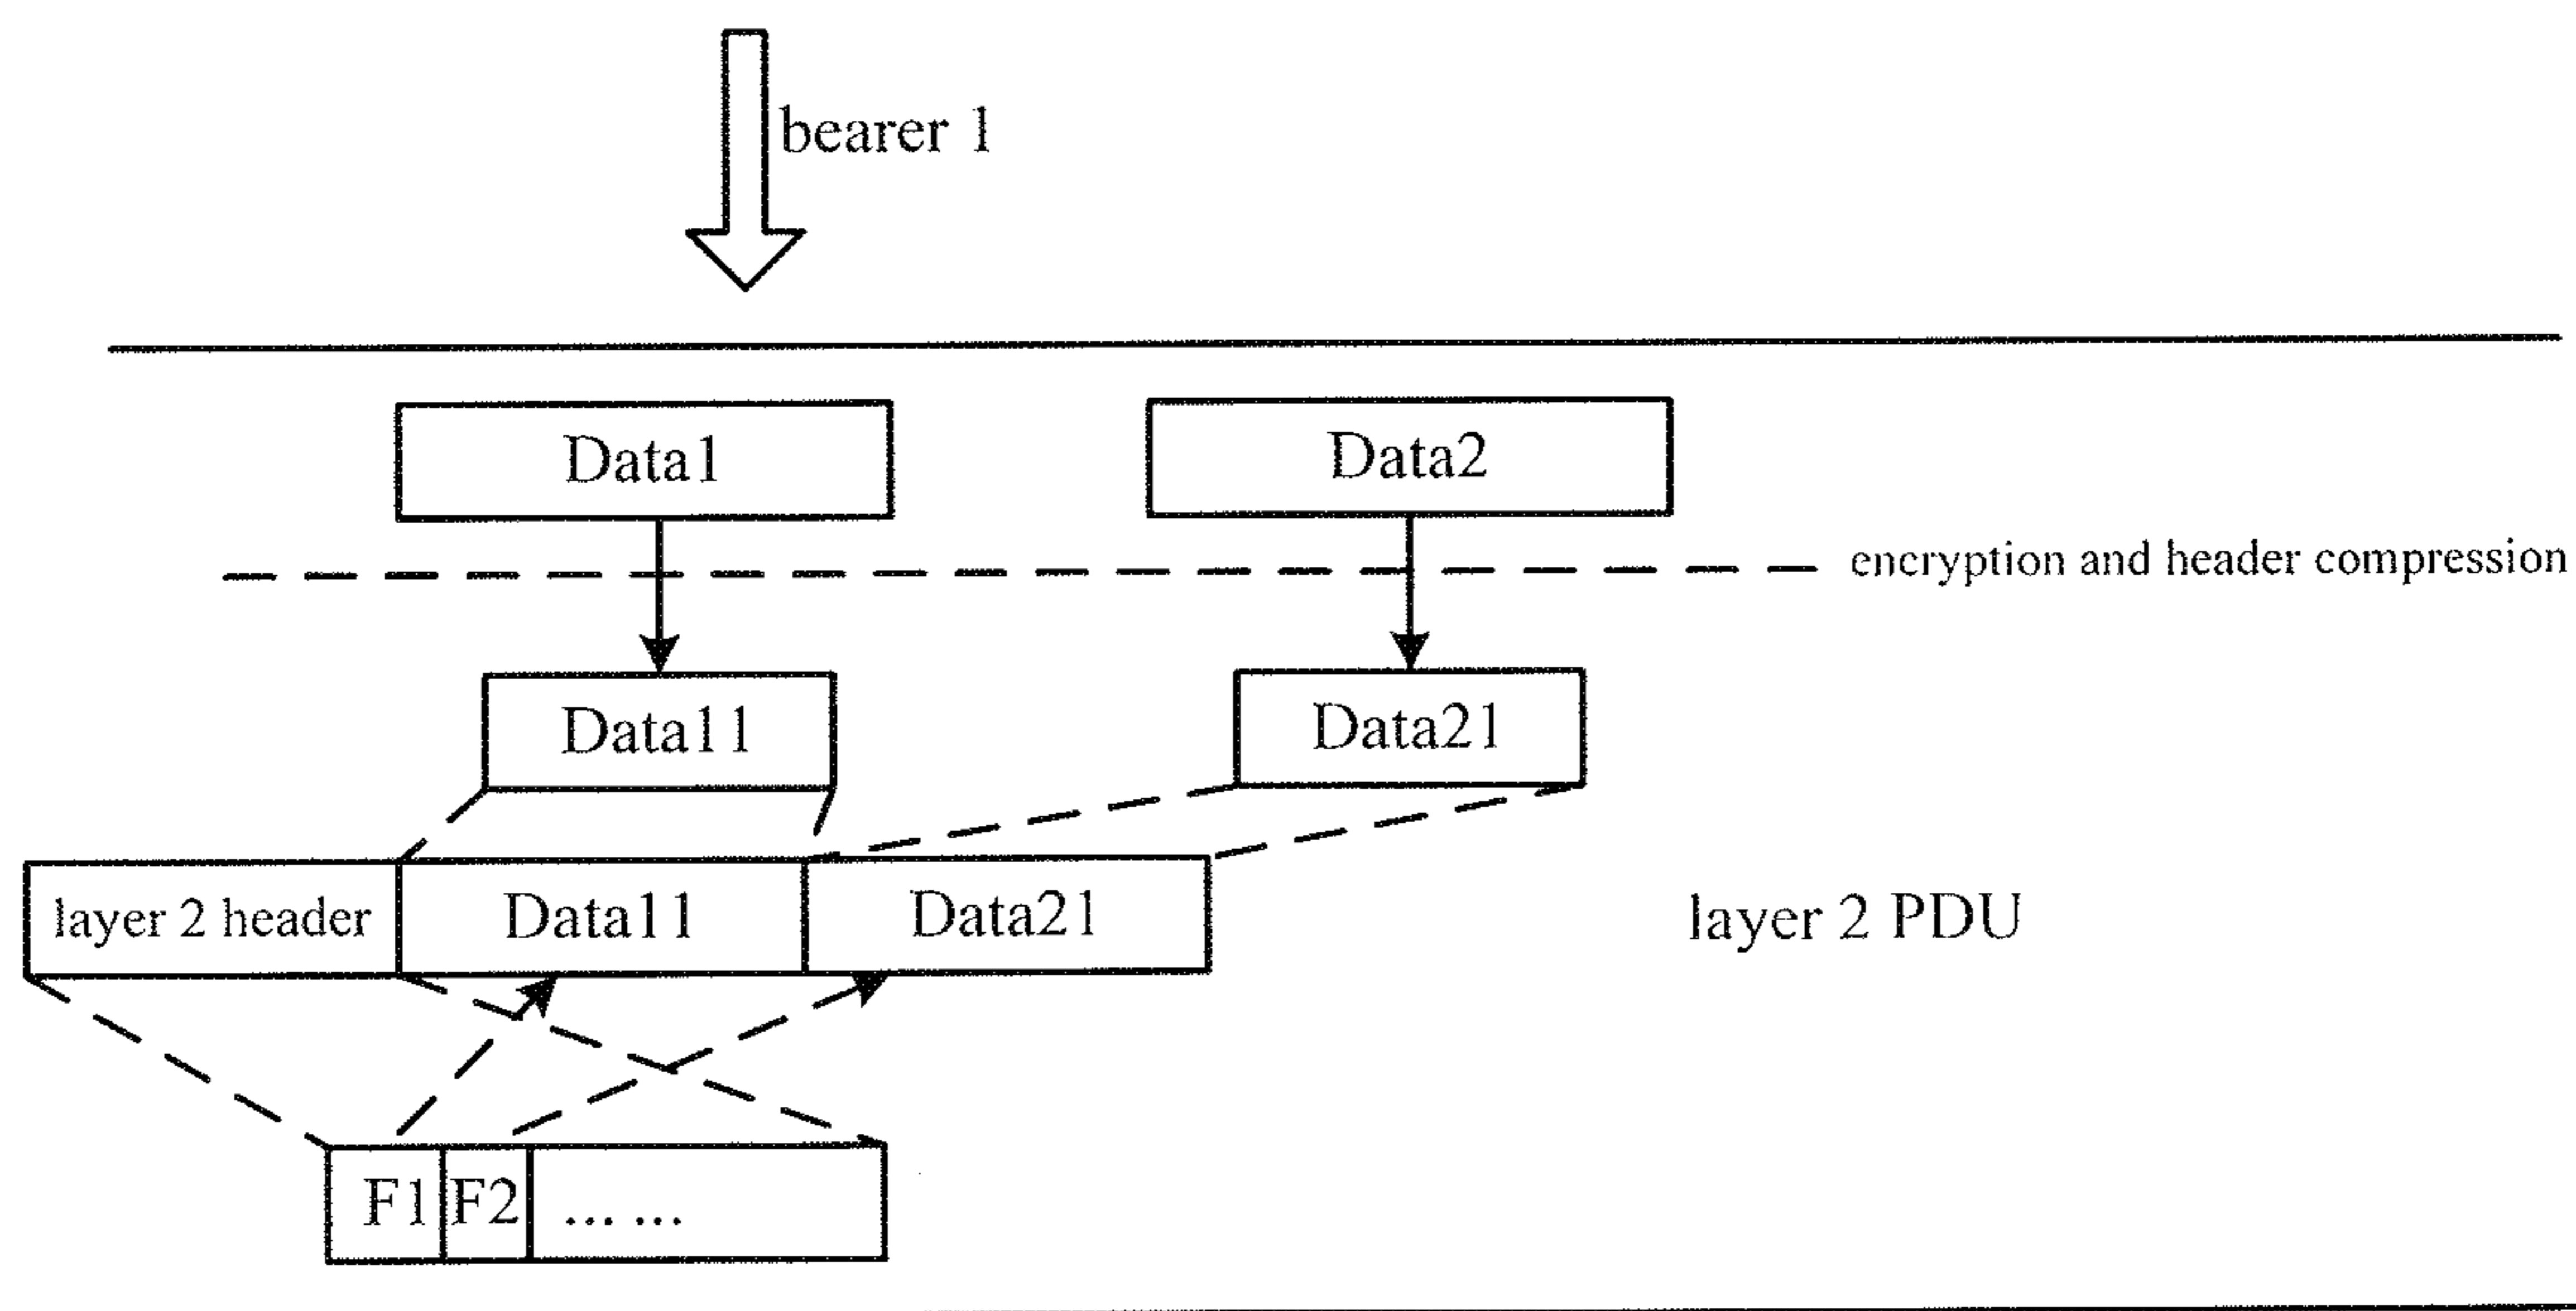 bearer 1
Data1
Data2
encryption and header compression
Data11
Data21
layer 2 header
Data11
Data21
layer 2 PDU
F1
F2
... ...